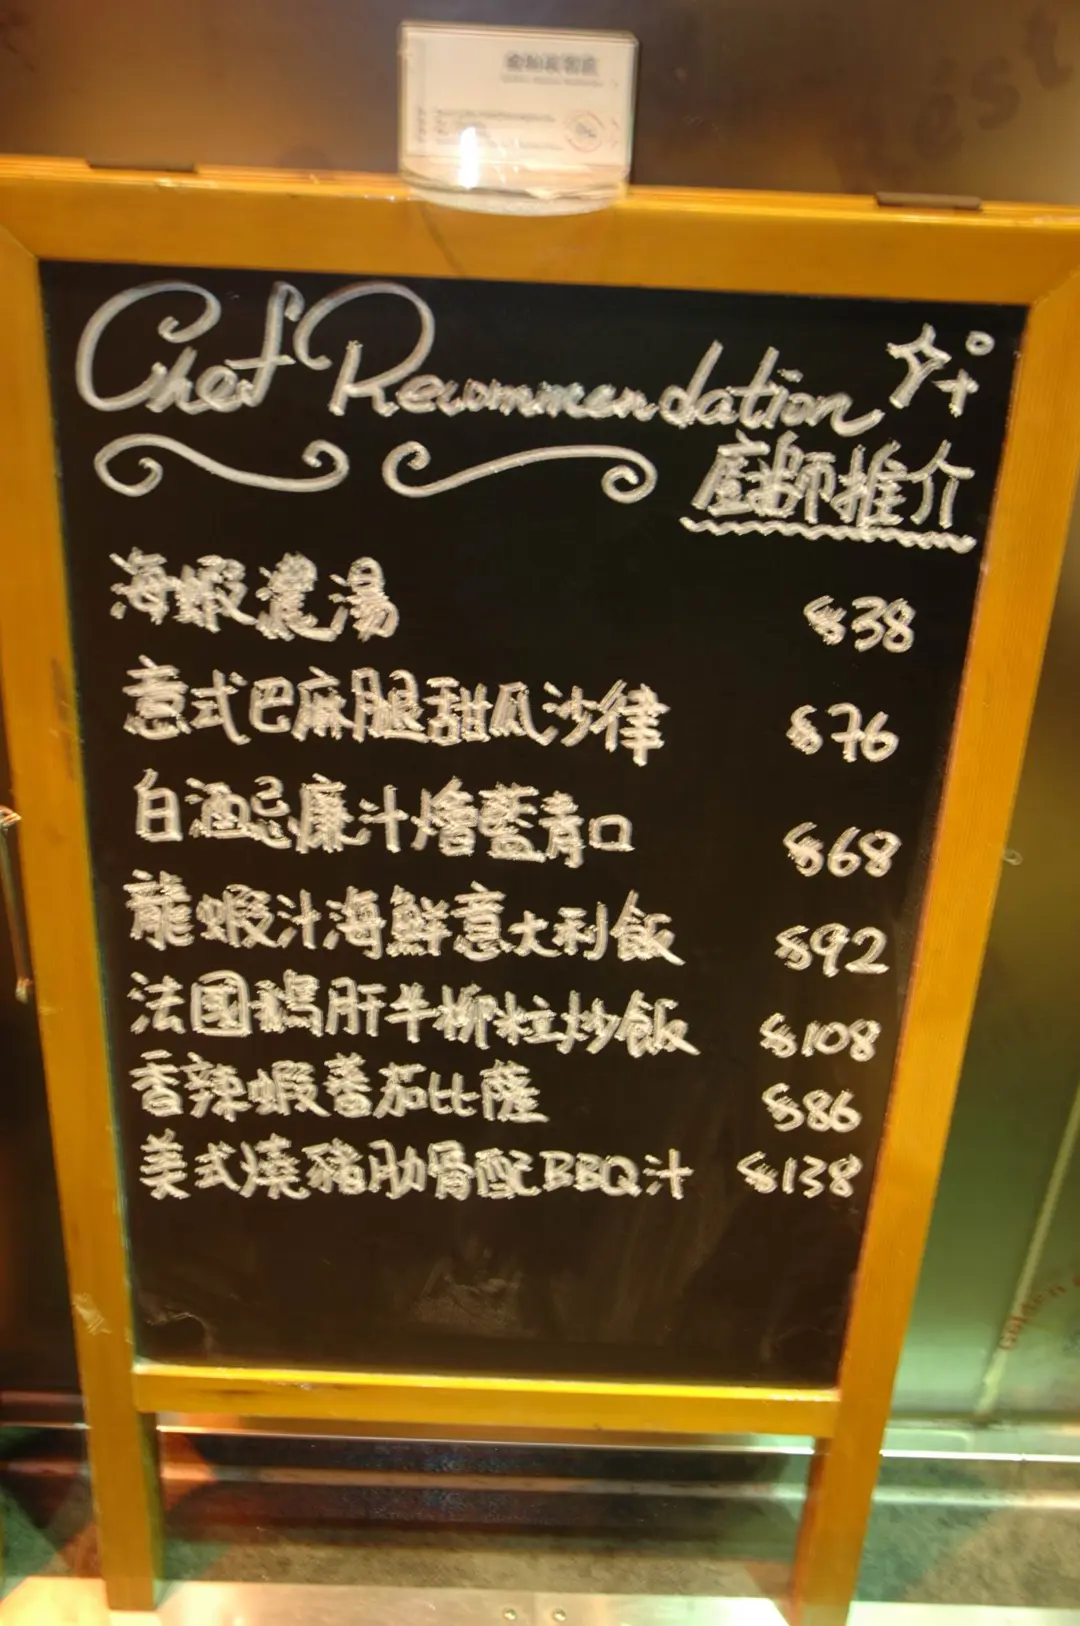 Chef Recommendation
廚師推介
海蝦濃湯 $38
意式巴麻腿甜瓜沙律 $76
白酒忌廉汁燴藍青口 $68
龍蝦汁海鮮意大利飯 $92
法國鵝肝牛柳粒炒飯 $108
香辣蝦蕃茄比薩 $86
美式燒豬肋骨配BBQ汁 $138